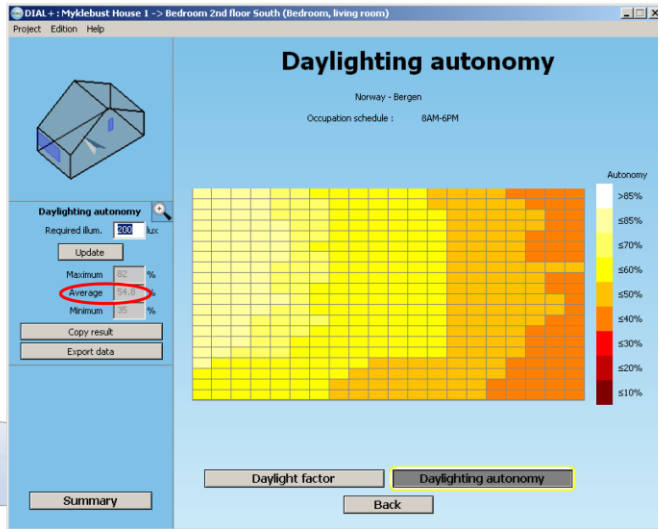 DIAL+ : Myklebust House 1 -> Bedroom 2nd floor South (Bedroom, living room)
Project Edition Help
Daylighting autonomy
Norway - Bergen
Occupation schedule : 8AM-6PM
Daylighting autonomy
Required illum. 200 lux
Update
Maximum 82 %
Average 54.8 %
Minimum 35 %
Copy result
Export data
Summary
Autonomy
>85%
≤85%
≤70%
≤60%
≤50%
≤40%
≤30%
≤20%
≤10%
Daylight factor
Daylighting autonomy
Back